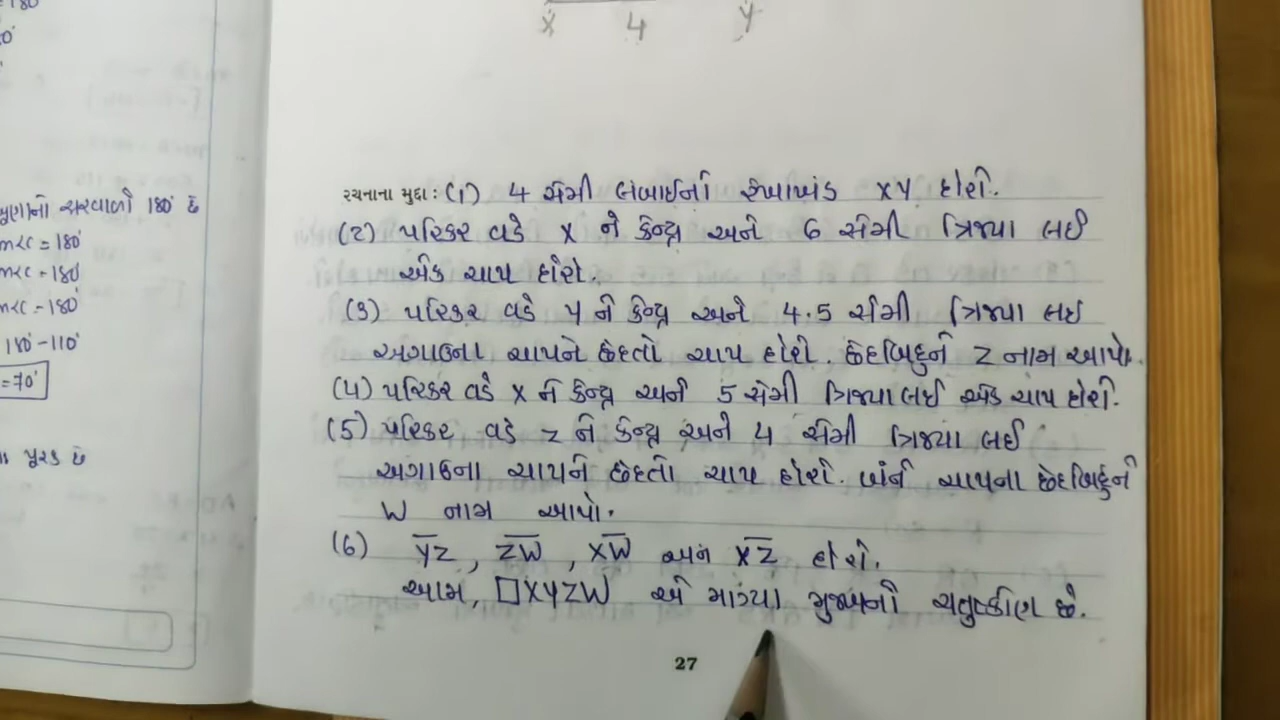 180
x 4 y
રચનાના મુદ્દા : (1) 4 સેમી લંબાઈનો રેખાખંડ XY દોરો.
(2) પરિકર વડે X ને કેન્દ્ર અને 6 સેમી ત્રિજ્યા લઈ
એક ચાપ દોરો.
(3) પરિકર વડે Y ને કેન્દ્ર અને 4.5 સેમી ત્રિજ્યા લઈ
અગાઉના ચાપને છેદતો ચાપ દોરો. છેદબિંદુને Z નામ આપો.
(4) પરિકર વડે X ને કેન્દ્ર અને 5 સેમી ત્રિજ્યા લઈ એક ચાપ દોરો.
(5) પરિકર વડે Z ને કેન્દ્ર અને 4 સેમી ત્રિજ્યા લઈ
અગાઉના ચાપને છેદતો ચાપ દોરો. બંને ચાપના છેદબિંદુને
W નામ આપો.
(6) YZ, ZW, XW અને XZ દોરો.
આમ, □XYZW એ માગ્યા મુજબનો ચતુષ્કોણ છે.
27
સરવાળો 180° છે
m∠C = 180°
m∠C = 180°
m∠C = 180°
180° - 110°
= 70°
પૂરક છે